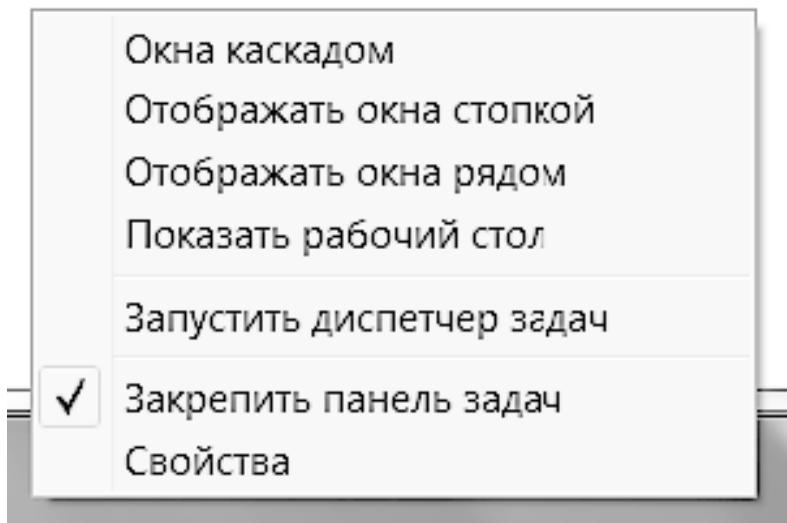 Окна каскадом
Отображать окна стопкой
Отображать окна рядом
Показать рабочий стол
Запустить диспетчер задач
Закрепить панель задач
Свойства